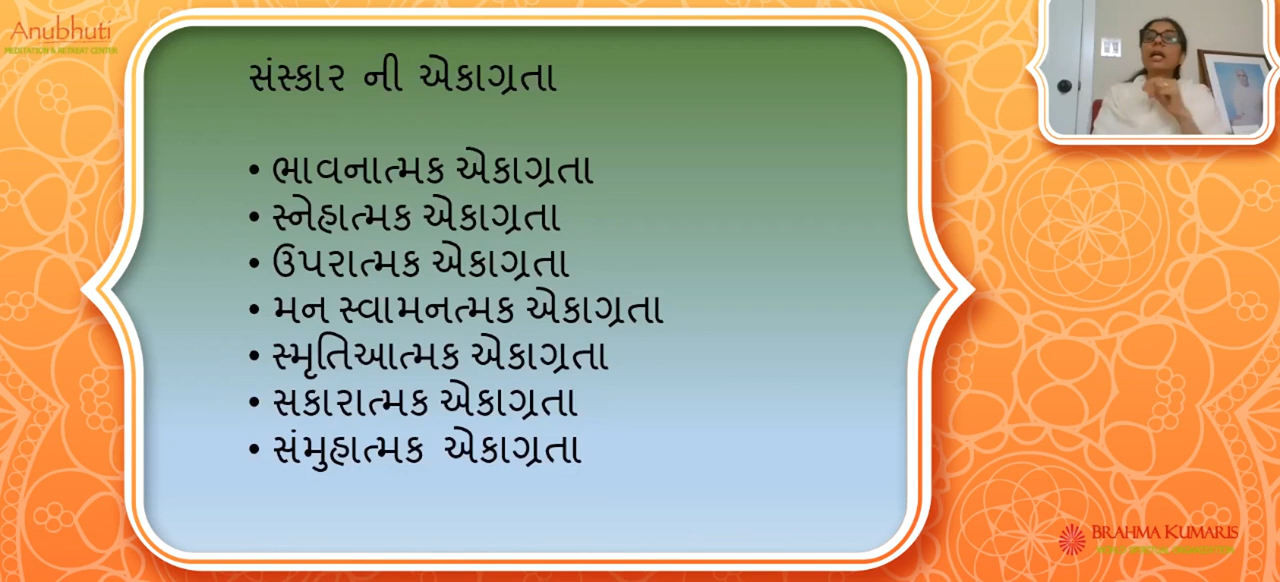 Anubhuti
MEDITATION & RETREAT CENTER
સંસ્કાર ની એકાગ્રતા
• ભાવનાત્મક એકાગ્રતા
• સ્નેહાત્મક એકાગ્રતા
• ઉપરાત્મક એકાગ્રતા
• મન સ્વામનત્મક એકાગ્રતા
• સ્મૃતિઆત્મક એકાગ્રતા
• સકારાત્મક એકાગ્રતા
• સંમુહાત્મક એકાગ્રતા
BRAHMA KUMARIS